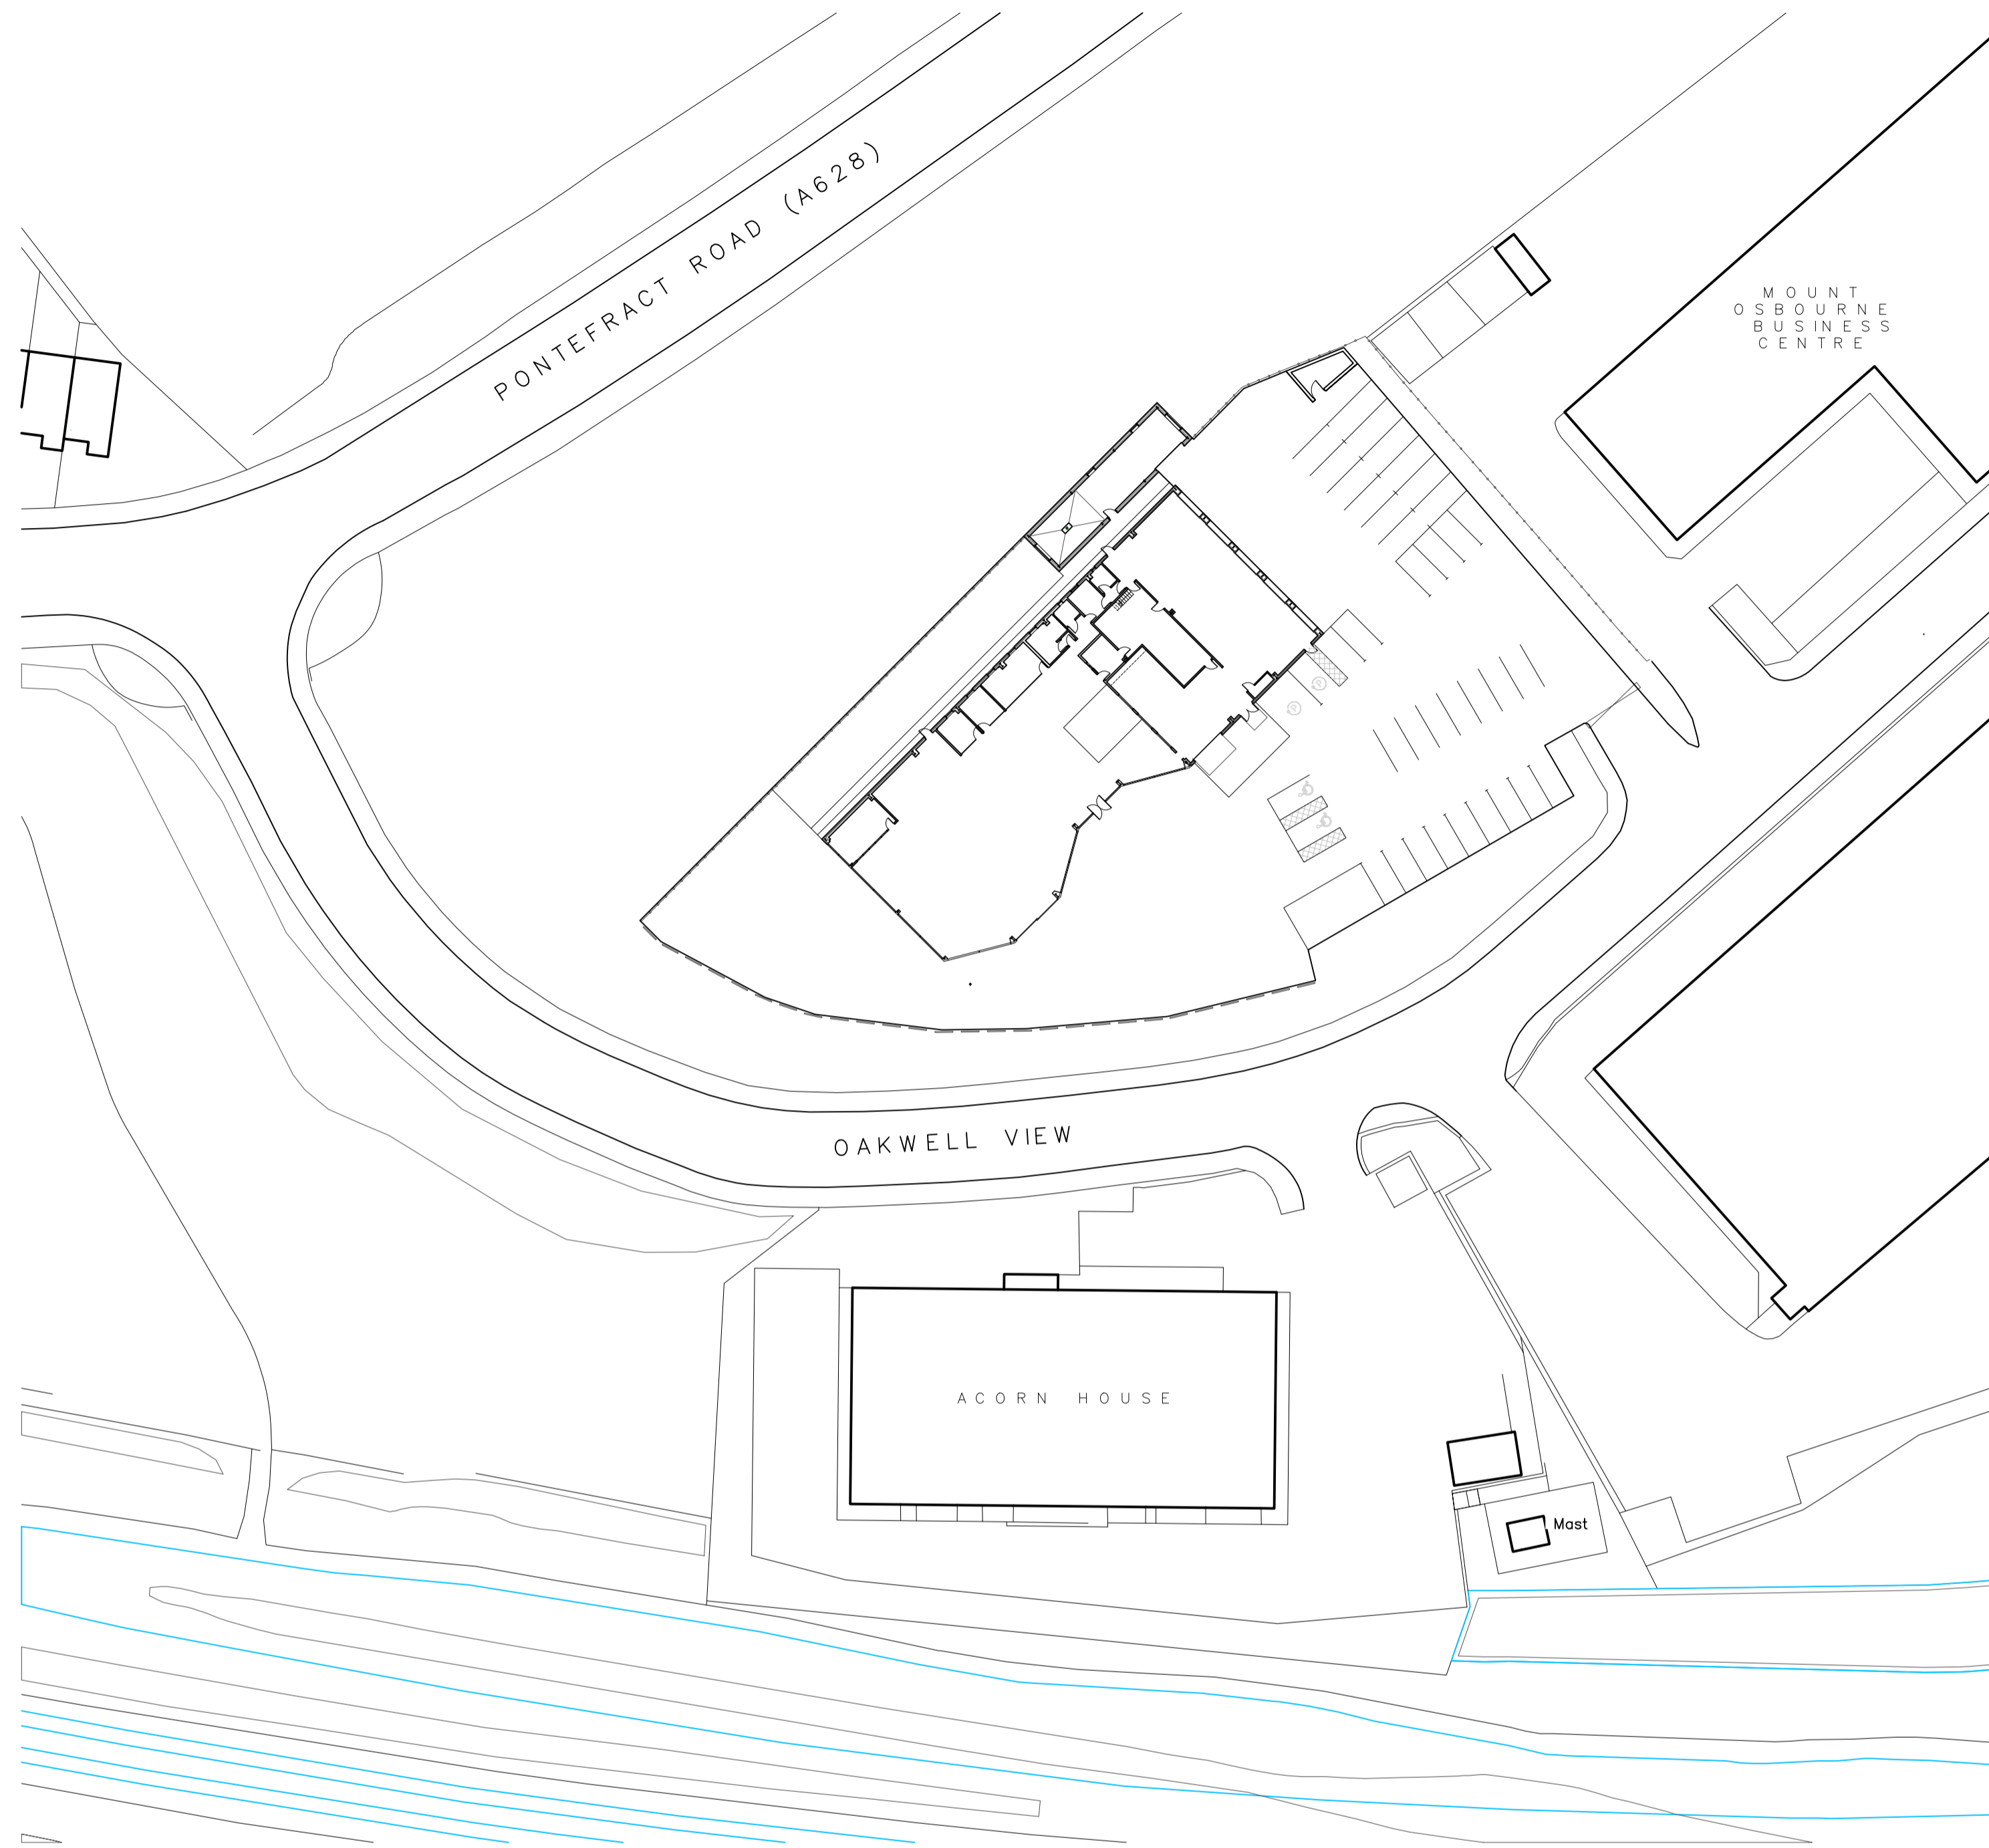 PONTEFRACT ROAD (A628)
MOUNT
OSBOURNE
BUSINESS
CENTRE
OAKWELL VIEW
ACORN HOUSE
Mast